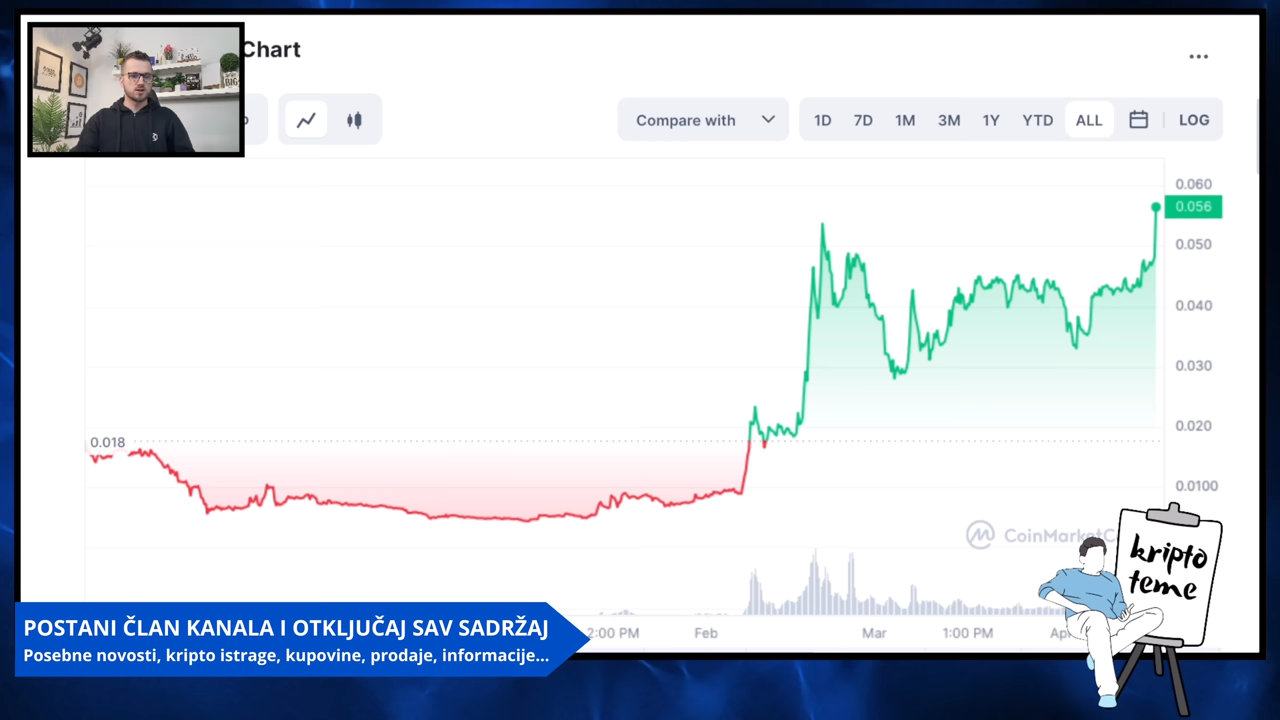 Chart
Compare with
1D 7D 1M 3M 1Y YTD ALL LOG
0.060
0.056
0.050
0.040
0.030
0.020
0.018
0.0100
CoinMarketC
kripto
teme
2:00 PM Feb Mar 1:00 PM Ap
POSTANI ČLAN KANALA I OTKLJUČAJ SAV SADRŽAJ
Posebne novosti, kripto istrage, kupovine, prodaje, informacije...